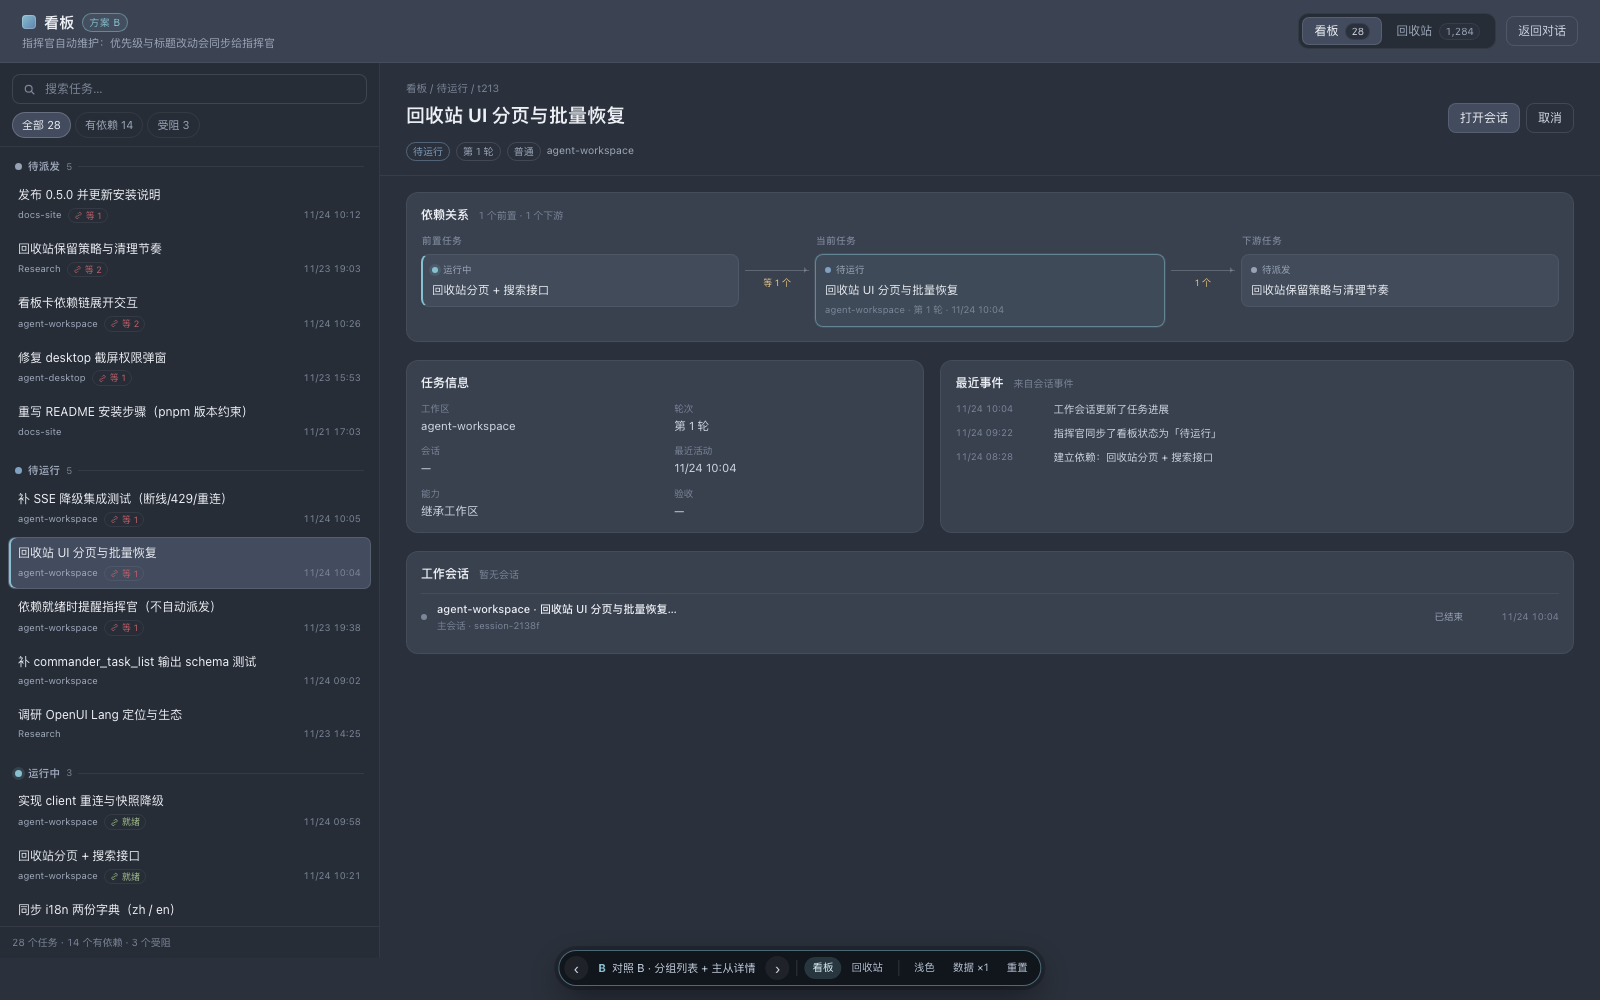 看板 方案 B
指挥官自动维护：优先级与标题改动会同步给指挥官
看板 28 回收站 1,284 返回对话
搜索任务...
全部 28 有依赖 14 受阻 3
待派发 5
发布 0.5.0 并更新安装说明
docs-site 等 1 11/24 10:12
回收站保留策略与清理节奏
Research 等 2 11/23 19:03
看板卡依赖链展开交互
agent-workspace 等 2 11/24 10:26
修复 desktop 截屏权限弹窗
agent-desktop 等 1 11/23 15:53
重写 README 安装步骤（pnpm 版本约束）
docs-site 11/21 17:03
待运行 5
补 SSE 降级集成测试（断线/429/重连）
agent-workspace 等 1 11/24 10:05
回收站 UI 分页与批量恢复
agent-workspace 等 1 11/24 10:04
依赖就绪时提醒指挥官（不自动派发）
agent-workspace 等 1 11/23 19:38
补 commander_task_list 输出 schema 测试
agent-workspace 11/24 09:02
调研 OpenUI Lang 定位与生态
Research 11/23 14:25
运行中 3
实现 client 重连与快照降级
agent-workspace 就绪 11/24 09:58
回收站分页 + 搜索接口
agent-workspace 就绪 11/24 10:21
同步 i18n 两份字典（zh / en）
28 个任务 · 14 个有依赖 · 3 个受阻
看板 / 待运行 / t213
回收站 UI 分页与批量恢复
打开会话 取消
待运行 第 1 轮 普通 agent-workspace
依赖关系 1 个前置 · 1 个下游
前置任务 当前任务 下游任务
运行中
回收站分页 + 搜索接口
等 1 个
待运行
回收站 UI 分页与批量恢复
agent-workspace · 第 1 轮 · 11/24 10:04
1 个
待派发
回收站保留策略与清理节奏
任务信息
工作区 轮次
agent-workspace 第 1 轮
会话 最近活动
— 11/24 10:04
能力 验收
继承工作区 —
最近事件 来自会话事件
11/24 10:04 工作会话更新了任务进展
11/24 09:22 指挥官同步了看板状态为「待运行」
11/24 08:28 建立依赖：回收站分页 + 搜索接口
工作会话 暂无会话
agent-workspace · 回收站 UI 分页与批量恢复...
主会话 · session-2138f
已结束 11/24 10:04
‹ B 对照 B · 分组列表 + 主从详情 › 看板 回收站 浅色 数据 ×1 重置